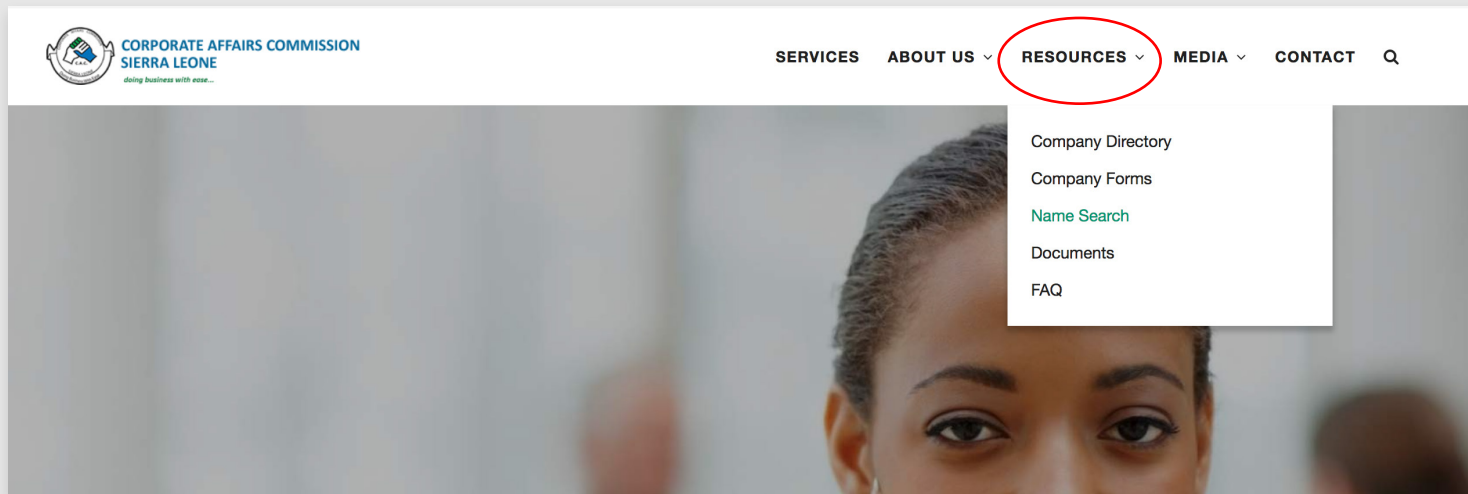 CORPORATE AFFAIRS COMMISSION
SIERRA LEONE
doing business with ease...
C.A.C.
SERVICES ABOUT US RESOURCES MEDIA CONTACT
Company Directory
Company Forms
Name Search
Documents
FAQ